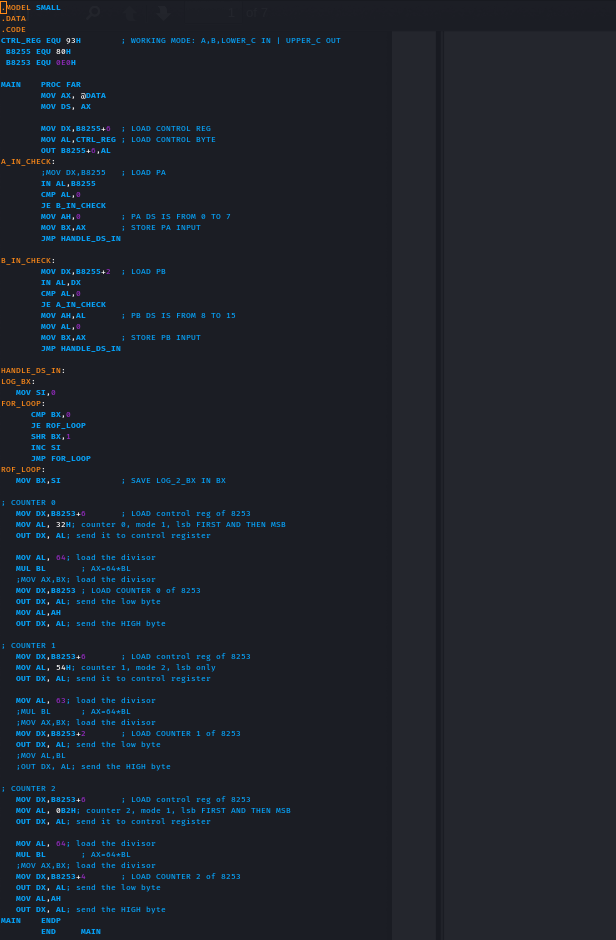 .MODEL SMALL
.DATA
.CODE
CTRL_REG EQU 93H        ; WORKING MODE: A,B,LOWER_C IN | UPPER_C OUT
 B8255 EQU 80H
 B8253 EQU 0E0H

MAIN    PROC FAR
        MOV AX, @DATA
        MOV DS, AX

        MOV DX,B8255+6  ; LOAD CONTROL REG
        MOV AL,CTRL_REG ; LOAD CONTROL BYTE
        OUT B8255+6,AL
A_IN_CHECK:
        ;MOV DX,B8255   ; LOAD PA
        IN AL,B8255
        CMP AL,0
        JE B_IN_CHECK
        MOV AH,0        ; PA DS IS FROM 0 TO 7
        MOV BX,AX       ; STORE PA INPUT
        JMP HANDLE_DS_IN

B_IN_CHECK:
        MOV DX,B8255+2  ; LOAD PB
        IN AL,DX
        CMP AL,0
        JE A_IN_CHECK
        MOV AH,AL       ; PB DS IS FROM 8 TO 15
        MOV AL,0
        MOV BX,AX       ; STORE PB INPUT
        JMP HANDLE_DS_IN

HANDLE_DS_IN:
LOG_BX:
   MOV SI,0
FOR_LOOP:
      CMP BX,0
      JE ROF_LOOP
      SHR BX,1
      INC SI
      JMP FOR_LOOP
ROF_LOOP:
   MOV BX,SI            ; SAVE LOG_2_BX IN BX

; COUNTER 0
   MOV DX,B8253+6       ; LOAD control reg of 8253
   MOV AL, 32H; counter 0, mode 1, lsb FIRST AND THEN MSB
   OUT DX, AL; send it to control register

   MOV AL, 64; load the divisor
   MUL BL       ; AX=64*BL
   ;MOV AX,BX; load the divisor
   MOV DX,B8253 ; LOAD COUNTER 0 of 8253
   OUT DX, AL; send the low byte
   MOV AL,AH
   OUT DX, AL; send the HIGH byte

; COUNTER 1
   MOV DX,B8253+6       ; LOAD control reg of 8253
   MOV AL, 54H; counter 1, mode 2, lsb only
   OUT DX, AL; send it to control register

   MOV AL, 63; load the divisor
   ;MUL BL      ; AX=64*BL
   ;MOV AX,BX; load the divisor
   MOV DX,B8253+2       ; LOAD COUNTER 1 of 8253
   OUT DX, AL; send the low byte
   ;MOV AL,BL
   ;OUT DX, AL; send the HIGH byte

; COUNTER 2
   MOV DX,B8253+6       ; LOAD control reg of 8253
   MOV AL, 0B2H; counter 2, mode 1, lsb FIRST AND THEN MSB
   OUT DX, AL; send it to control register

   MOV AL, 64; load the divisor
   MUL BL       ; AX=64*BL
   ;MOV AX,BX; load the divisor
   MOV DX,B8253+4       ; LOAD COUNTER 2 of 8253
   OUT DX, AL; send the low byte
   MOV AL,AH
   OUT DX, AL; send the HIGH byte
MAIN    ENDP
        END     MAIN